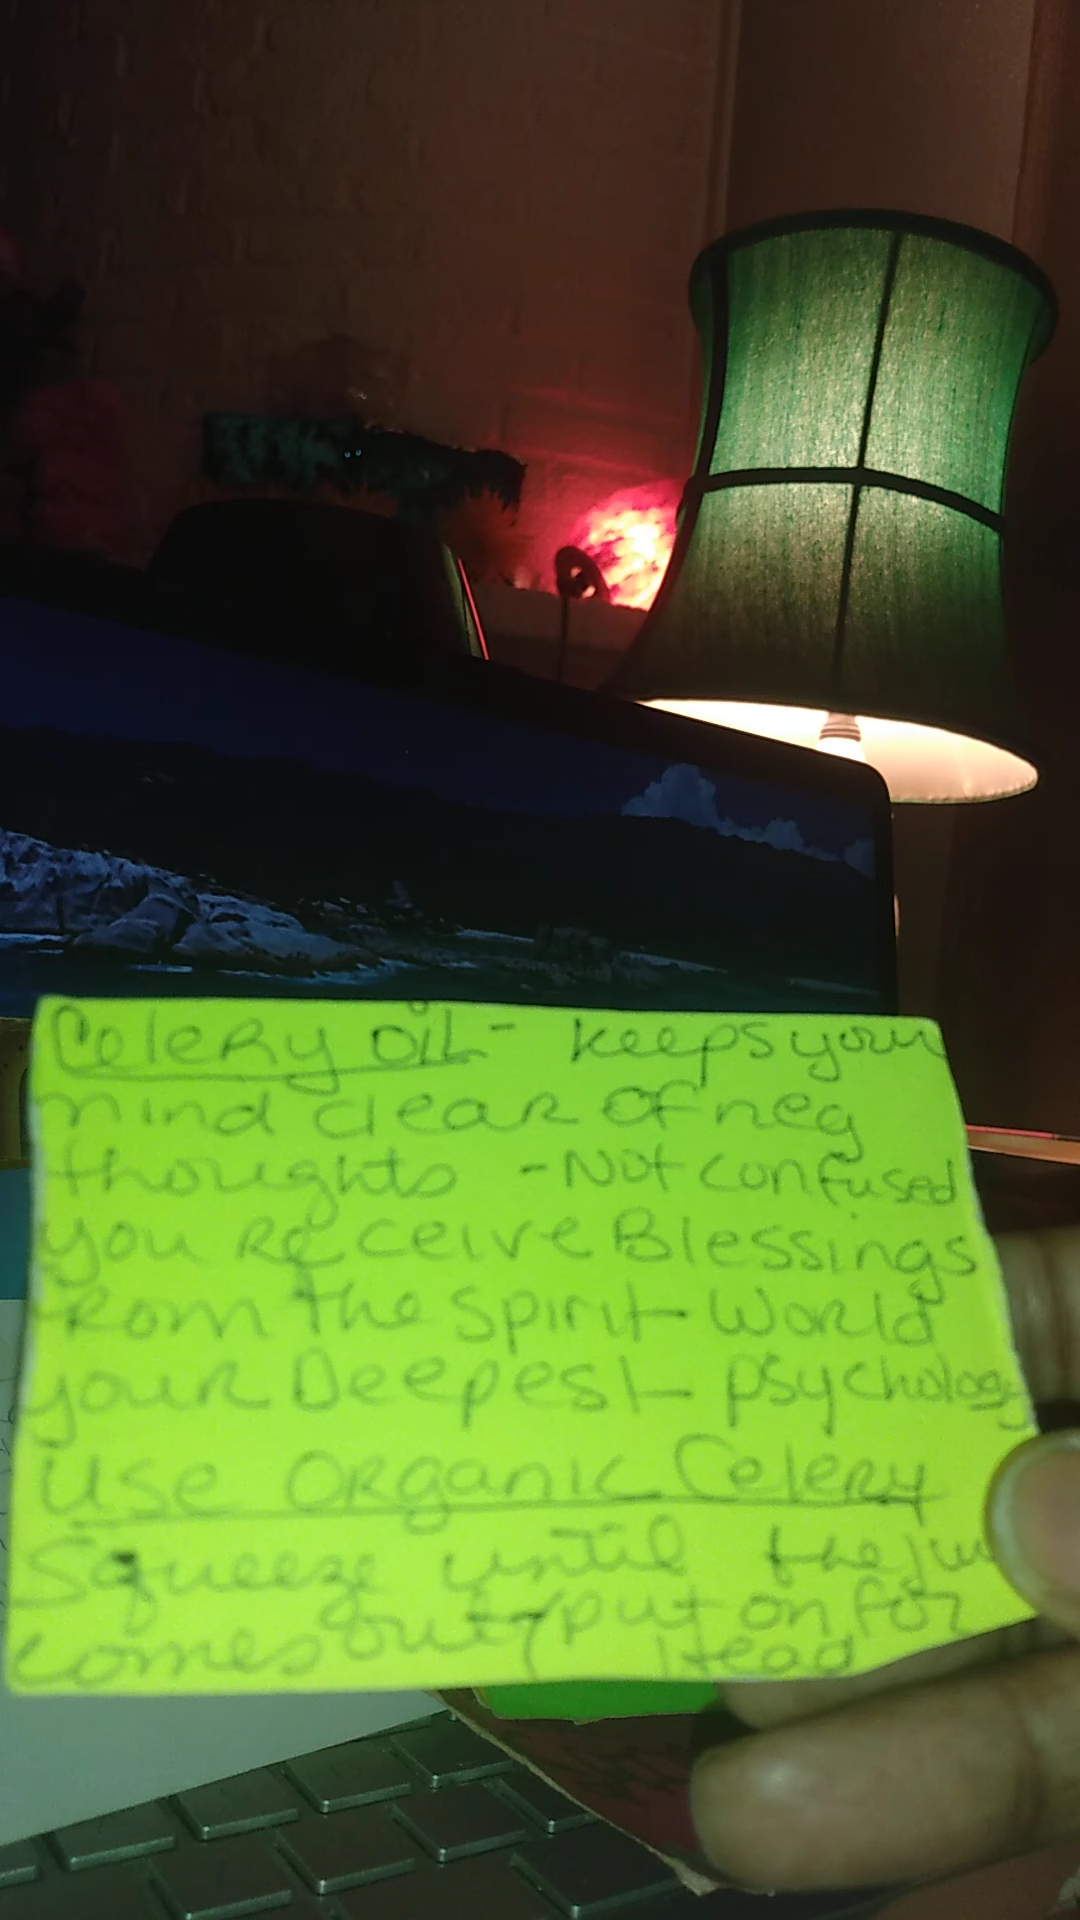 Celery oil - keeps your
mind clear of neg
thoughts - Not confused
you receive Blessings
from the spirit World
your Deepest psychology
Use Organic Celery
Squeeze until the
comes out / put on for
Head